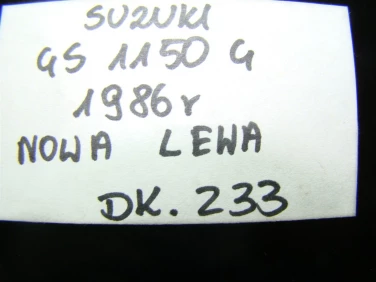 SUZUKI
GS 1150 G
1986r
NOWA LEWA
DK. 233